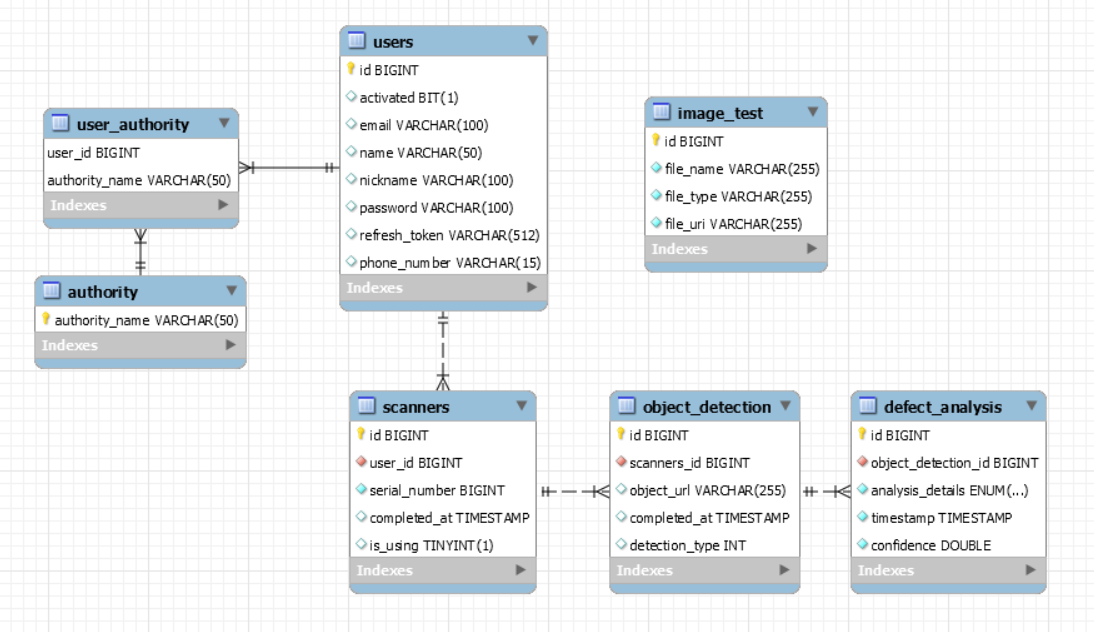 users
id BIGINT
activated BIT(1)
email VARCHAR(100)
name VARCHAR(50)
nickname VARCHAR(100)
password VARCHAR(100)
refresh_token VARCHAR(512)
phone_number VARCHAR(15)
Indexes
user_authority
user_id BIGINT
authority_name VARCHAR(50)
Indexes
authority
authority_name VARCHAR(50)
Indexes
image_test
id BIGINT
file_name VARCHAR(255)
file_type VARCHAR(255)
file_uri VARCHAR(255)
Indexes
scanners
id BIGINT
user_id BIGINT
serial_number BIGINT
completed_at TIMESTAMP
is_using TINYINT(1)
Indexes
object_detection
id BIGINT
scanners_id BIGINT
object_url VARCHAR(255)
completed_at TIMESTAMP
detection_type INT
Indexes
defect_analysis
id BIGINT
object_detection_id BIGINT
analysis_details ENUM(...)
timestamp TIMESTAMP
confidence DOUBLE
Indexes